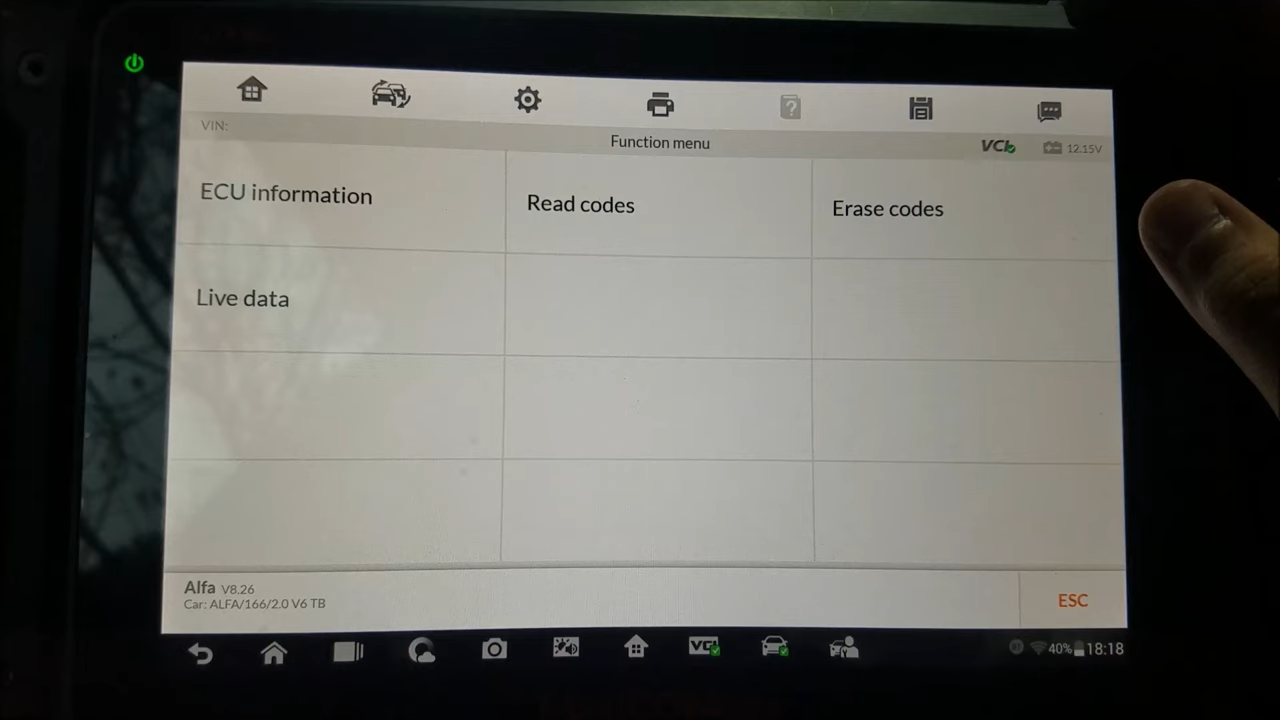 VIN:
Function menu
VCI
12.15V
ECU information
Read codes
Erase codes
Live data
Alfa V8.26
Car: ALFA/166/2.0 V6 TB
ESC
VCI
40%
18:18